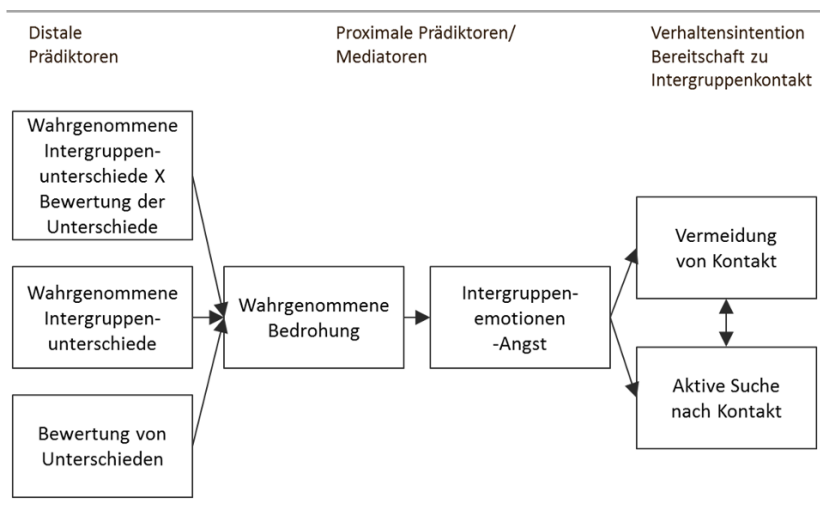 Distale
Prädiktoren
Proximale Prädiktoren/
Mediatoren
Verhaltensintention
Bereitschaft zu
Intergruppenkontakt
Wahrgenommene
Intergruppen-
unterschiede X
Bewertung der
Unterschiede
Wahrgenommene
Intergruppen-
unterschiede
Bewertung von
Unterschieden
Wahrgenommene
Bedrohung
Intergruppen-
emotionen
-Angst
Vermeidung
von Kontakt
Aktive Suche
nach Kontakt